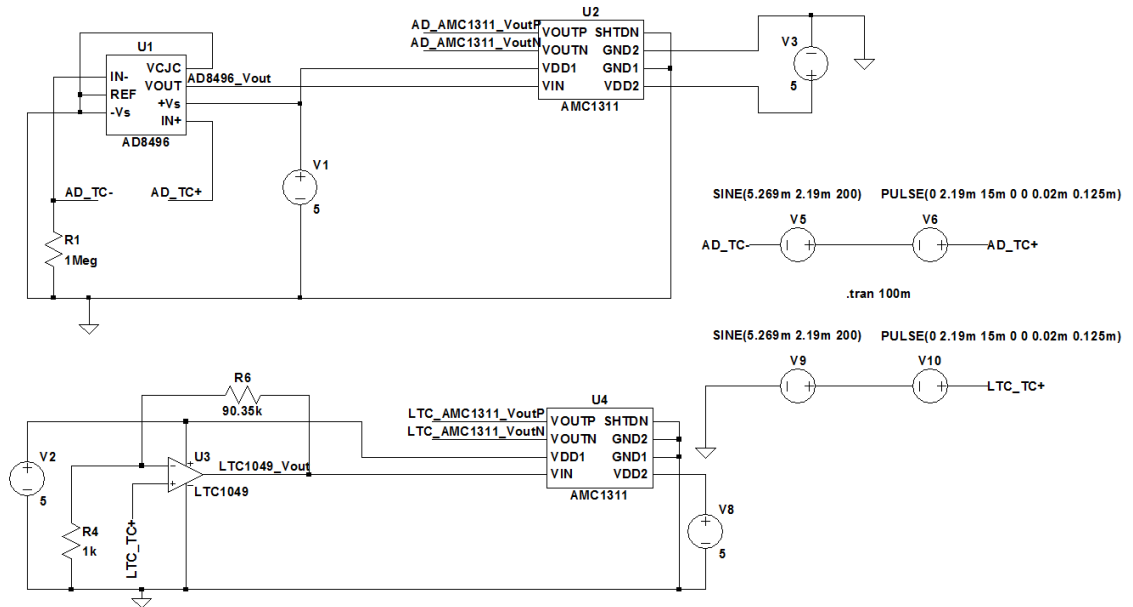 U1
VCJC
IN-
VOUT
REF
+Vs
-Vs
IN+
AD8496
AD8496_Vout
AD_TC-
AD_TC+
R1
1Meg
V1
+
−
5
AD_AMC1311_VoutP
AD_AMC1311_VoutN
U2
VOUTP SHTDN
VOUTN GND2
VDD1 GND1
VIN VDD2
AMC1311
V3
−
+
5
SINE(5.269m 2.19m 200) PULSE(0 2.19m 15m 0 0 0.02m 0.125m)
V5 V6
AD_TC- − + − + AD_TC+
.tran 100m
SINE(5.269m 2.19m 200) PULSE(0 2.19m 15m 0 0 0.02m 0.125m)
V9 V10
− + − + LTC_TC+
R6
90.35k
V2
+
−
5
U3
−
+
+
−
LTC1049
LTC1049_Vout
R4
1k
LTC_TC+
LTC_AMC1311_VoutP
LTC_AMC1311_VoutN
U4
VOUTP SHTDN
VOUTN GND2
VDD1 GND1
VIN VDD2
AMC1311
V8
+
−
5